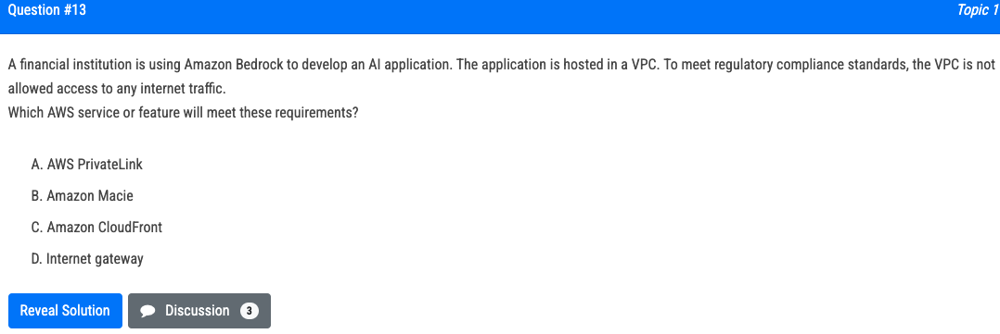 Question #13
Topic 1
A financial institution is using Amazon Bedrock to develop an AI application. The application is hosted in a VPC. To meet regulatory compliance standards, the VPC is not
allowed access to any internet traffic.
Which AWS service or feature will meet these requirements?
A. AWS PrivateLink
B. Amazon Macie
C. Amazon CloudFront
D. Internet gateway
Reveal Solution
Discussion 3